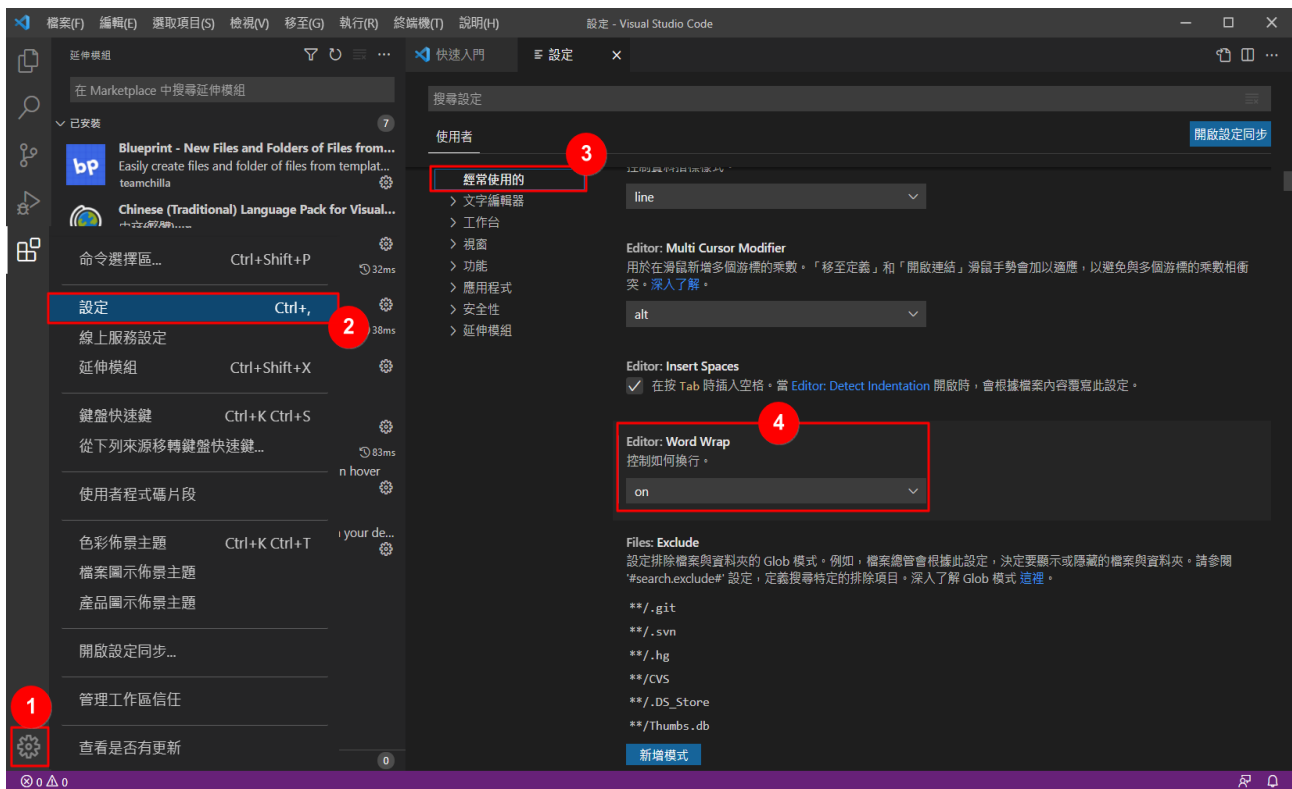 檔案(F) 編輯(E) 選取項目(S) 檢視(V) 移至(G) 執行(R) 終端機(T) 說明(H) 設定 - Visual Studio Code
延伸模組
在 Marketplace 中搜尋延伸模組
已安裝 7
bp
Blueprint - New Files and Folders of Files from...
Easily create files and folder of files from templat...
teamchilla
Chinese (Traditional) Language Pack for Visual...
命令選擇區... Ctrl+Shift+P
32ms
設定 Ctrl+,
2
38ms
線上服務設定
延伸模組 Ctrl+Shift+X
鍵盤快速鍵 Ctrl+K Ctrl+S
從下列來源移轉鍵盤快速鍵...
83ms
n hover
使用者程式碼片段
your de...
色彩佈景主題 Ctrl+K Ctrl+T
檔案圖示佈景主題
產品圖示佈景主題
開啟設定同步...
管理工作區信任
1
查看是否有更新
0
0 0
快速入門 設定
搜尋設定
使用者
開啟設定同步
3
經常使用的
文字編輯器
工作台
視窗
功能
應用程式
安全性
延伸模組
line
Editor: Multi Cursor Modifier
用於在滑鼠新增多個游標的乘數。「移至定義」和「開啟連結」滑鼠手勢會加以適應，以避免與多個游標的乘數相衝
突。深入了解。
alt
Editor: Insert Spaces
在按 Tab 時插入空格。當 Editor: Detect Indentation 開啟時，會根據檔案內容覆寫此設定。
4
Editor: Word Wrap
控制如何換行。
on
Files: Exclude
設定排除檔案與資料夾的 Glob 模式。例如，檔案總管會根據此設定，決定要顯示或隱藏的檔案與資料夾。請參閱
'#search.exclude#' 設定，定義搜尋特定的排除項目。深入了解 Glob 模式 這裡。
**/.git
**/.svn
**/.hg
**/CVS
**/.DS_Store
**/Thumbs.db
新增模式